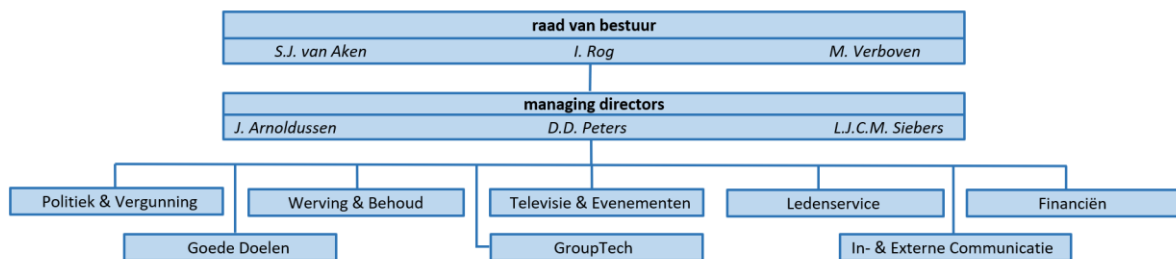 raad van bestuur
S.J. van Aken I. Rog M. Verboven
managing directors
J. Arnoldussen D.D. Peters L.J.C.M. Siebers
Politiek & Vergunning Werving & Behoud Televisie & Evenementen Ledenservice Financiën
Goede Doelen GroupTech In- & Externe Communicatie